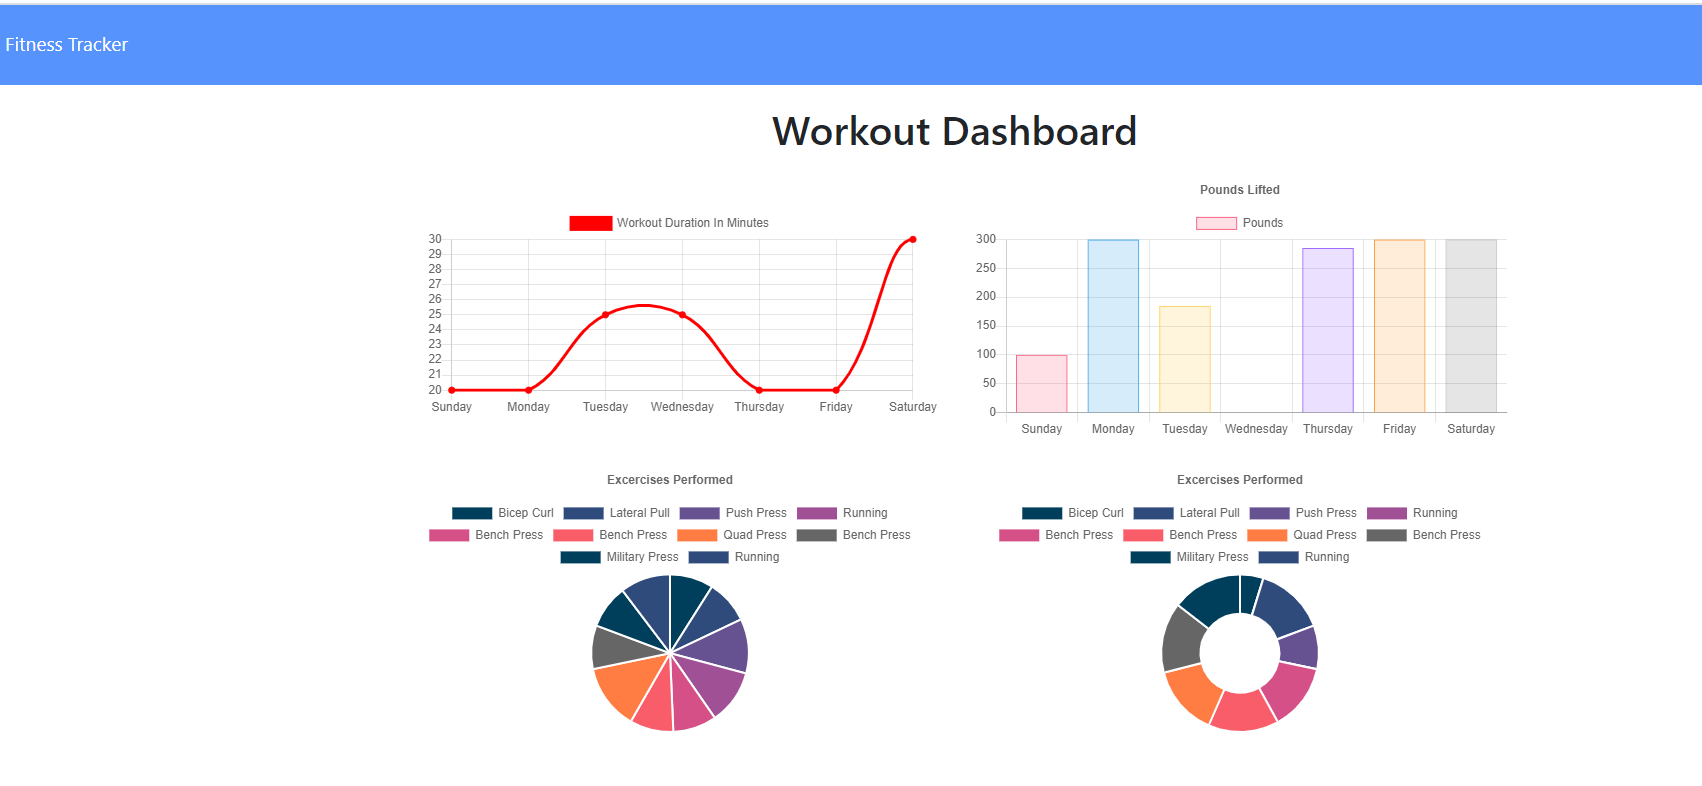 Fitness Tracker
Workout Dashboard
Workout Duration In Minutes
30
29
28
27
26
25
24
23
22
21
20
Sunday Monday Tuesday Wednesday Thursday Friday Saturday
Pounds Lifted
Pounds
300
250
200
150
100
50
0
Sunday Monday Tuesday Wednesday Thursday Friday Saturday
Excercises Performed
Bicep Curl Lateral Pull Push Press Running
Bench Press Bench Press Quad Press Bench Press
Military Press Running
Excercises Performed
Bicep Curl Lateral Pull Push Press Running
Bench Press Bench Press Quad Press Bench Press
Military Press Running